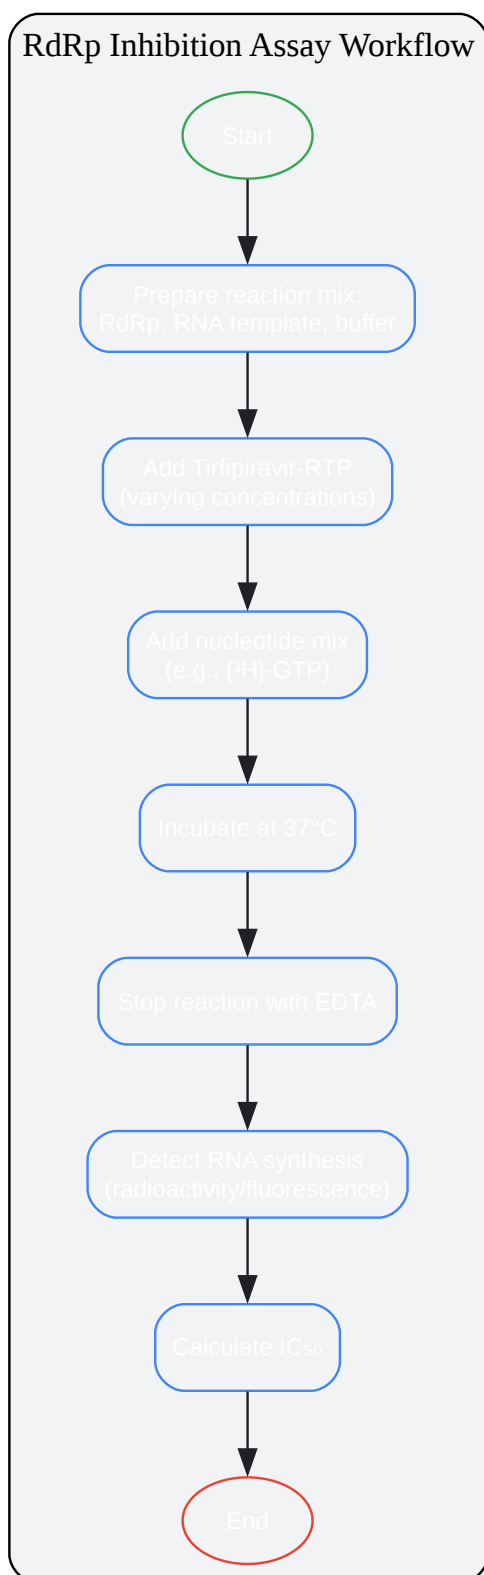 RdRp Inhibition Assay Workflow
Start
Prepare reaction mix:
RdRp, RNA template, buffer
Add Tirfipiravir-RTP
(varying concentrations)
Add nucleotide mix
(e.g., [³H]-GTP)
Incubate at 37°C
Stop reaction with EDTA
Detect RNA synthesis
(radioactivity/fluorescence)
Calculate IC₅₀
End